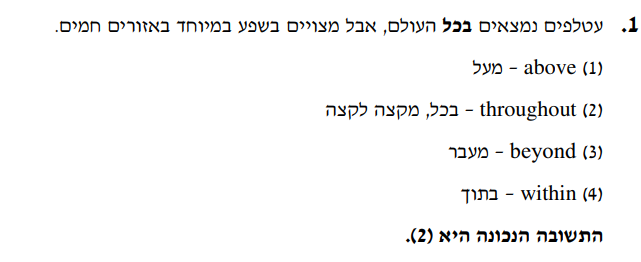 1. עטלפים נמצאים בכל העולם, אבל מצויים בשפע במיוחד באזורים חמים.
(1) above – מעל
(2) throughout – בכל, מקצה לקצה
(3) beyond – מעבר
(4) within – בתוך
התשובה הנכונה היא (2).